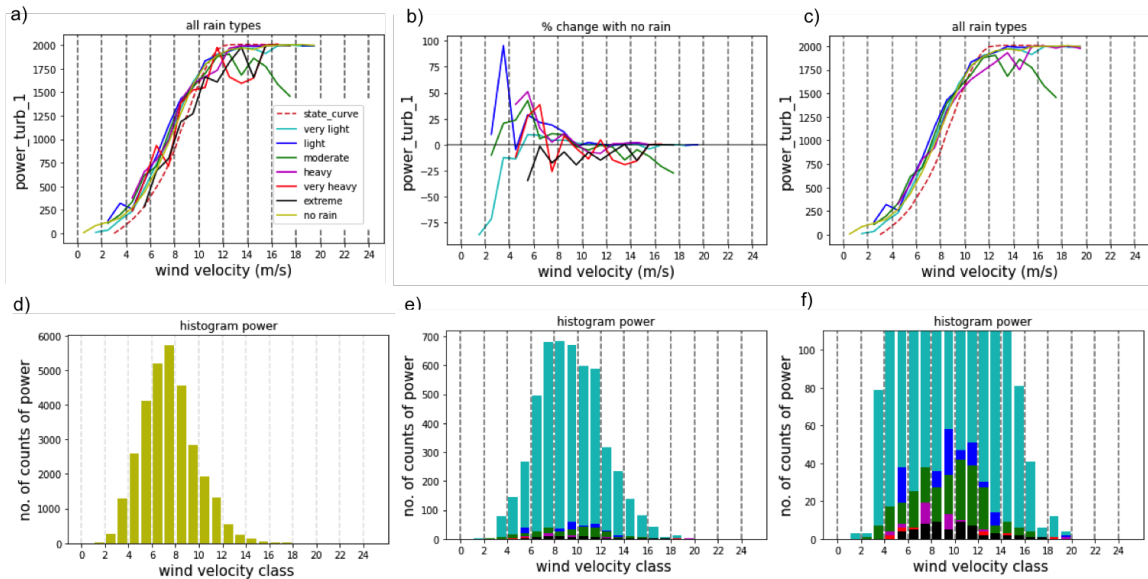 a)
all rain types
power_turb_1
2000
1750
1500
1250
1000
750
500
250
0
0 2 4 6 8 10 12 14 16 18 20 22 24
wind velocity (m/s)
state_curve
very light
light
moderate
heavy
very heavy
extreme
no rain
b)
% change with no rain
power_turb_1
100
75
50
25
0
−25
−50
−75
0 2 4 6 8 10 12 14 16 18 20 22 24
wind velocity (m/s)
c)
all rain types
power_turb_1
2000
1750
1500
1250
1000
750
500
250
0
0 2 4 6 8 10 12 14 16 18 20 22 24
wind velocity (m/s)
d)
histogram power
no. of counts of power
6000
5000
4000
3000
2000
1000
0
0 2 4 6 8 10 12 14 16 18 20 22 24
wind velocity class
e)
histogram power
no. of counts of power
700
600
500
400
300
200
100
0
0 2 4 6 8 10 12 14 16 18 20 22 24
wind velocity class
f)
histogram power
no. of counts of power
100
80
60
40
20
0
0 2 4 6 8 10 12 14 16 18 20 22 24
wind velocity class